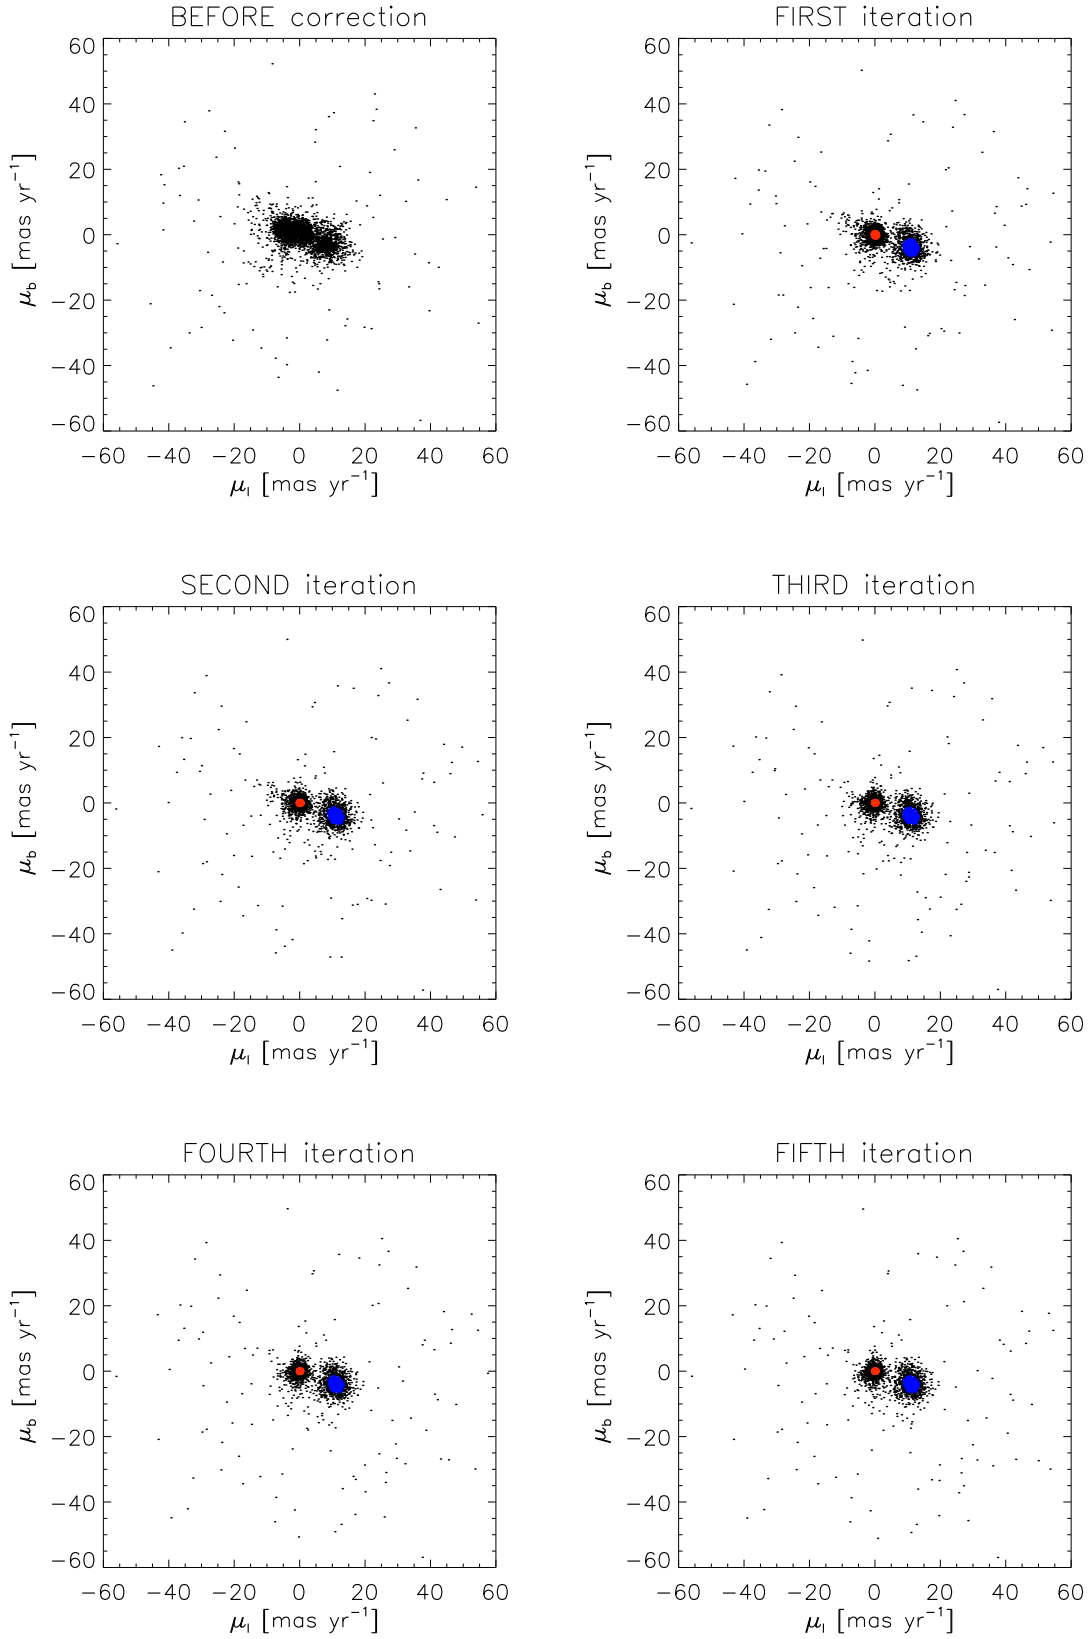 BEFORE correction
FIRST iteration
60
40
20
0
−20
−40
−60
μb [mas yr−1]
−60 −40 −20 0 20 40 60
μl [mas yr−1]
60
40
20
0
−20
−40
−60
μb [mas yr−1]
−60 −40 −20 0 20 40 60
μl [mas yr−1]
SECOND iteration
THIRD iteration
60
40
20
0
−20
−40
−60
μb [mas yr−1]
−60 −40 −20 0 20 40 60
μl [mas yr−1]
60
40
20
0
−20
−40
−60
μb [mas yr−1]
−60 −40 −20 0 20 40 60
μl [mas yr−1]
FOURTH iteration
FIFTH iteration
60
40
20
0
−20
−40
−60
μb [mas yr−1]
−60 −40 −20 0 20 40 60
μl [mas yr−1]
60
40
20
0
−20
−40
−60
μb [mas yr−1]
−60 −40 −20 0 20 40 60
μl [mas yr−1]